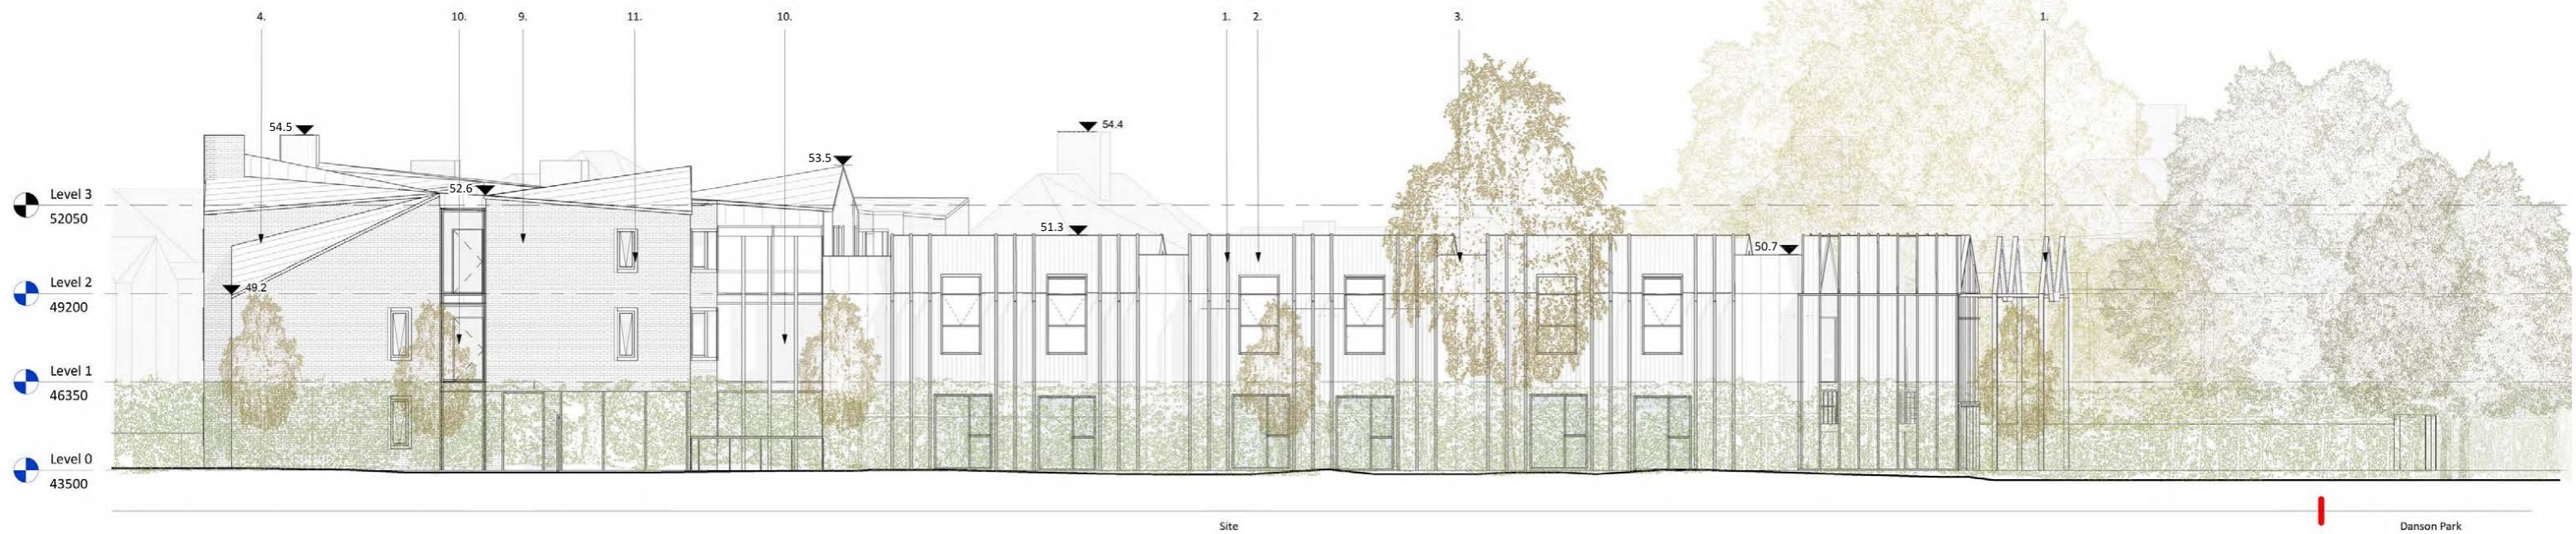 4. 10. 9. 11. 10. 1. 2. 3. 1.
54.5
54.4
53.5
52.6
51.3
50.7
49.2
Level 3
52050
Level 2
49200
Level 1
46350
Level 0
43500
Site
Danson Park